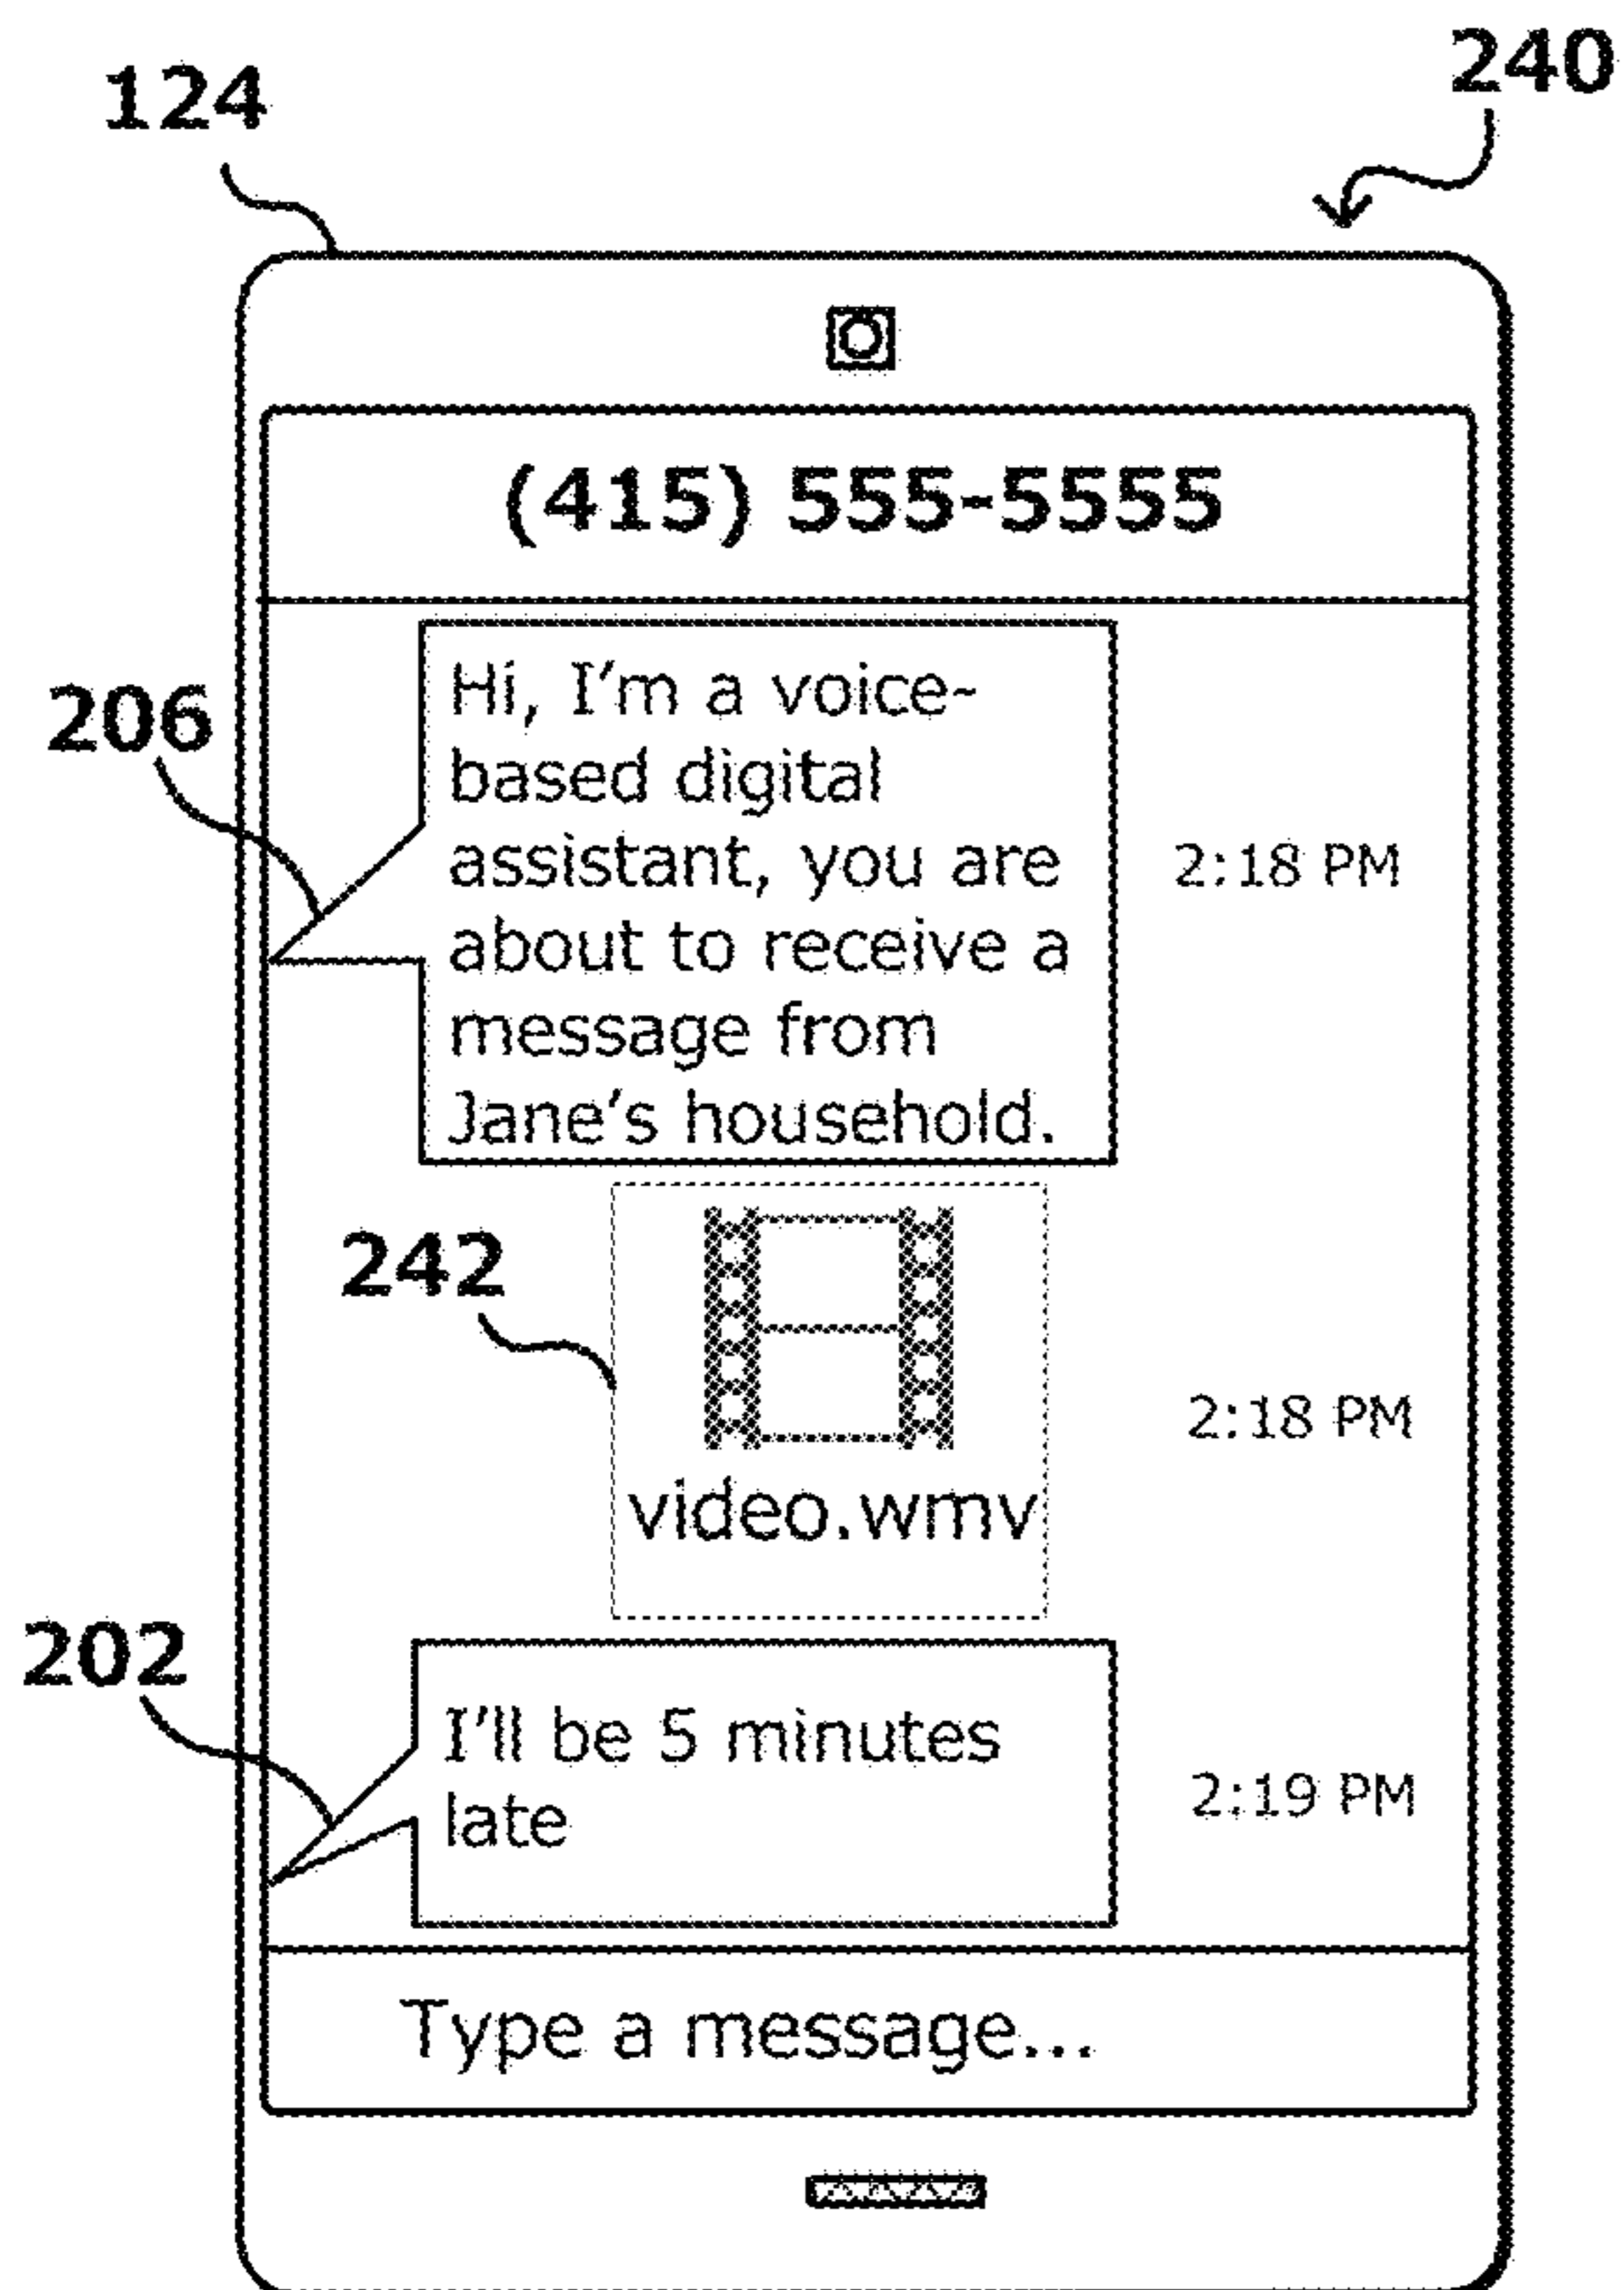 124
240
(415) 555-5555
206
Hi, I'm a voice-
based digital
assistant, you are
about to receive a
message from
Jane's household.
2:18 PM
242
video.wmv
2:18 PM
202
I'll be 5 minutes
late
2:19 PM
Type a message...